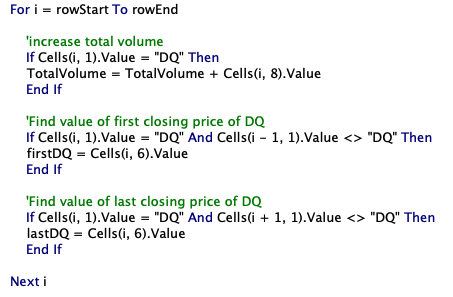 For i = rowStart To rowEnd
'increase total volume
If Cells(i, 1).Value = "DQ" Then
TotalVolume = TotalVolume + Cells(i, 8).Value
End If
'Find value of first closing price of DQ
If Cells(i, 1).Value = "DQ" And Cells(i - 1, 1).Value <> "DQ" Then
firstDQ = Cells(i, 6).Value
End If
'Find value of last closing price of DQ
If Cells(i, 1).Value = "DQ" And Cells(i + 1, 1).Value <> "DQ" Then
lastDQ = Cells(i, 6).Value
End If
Next i